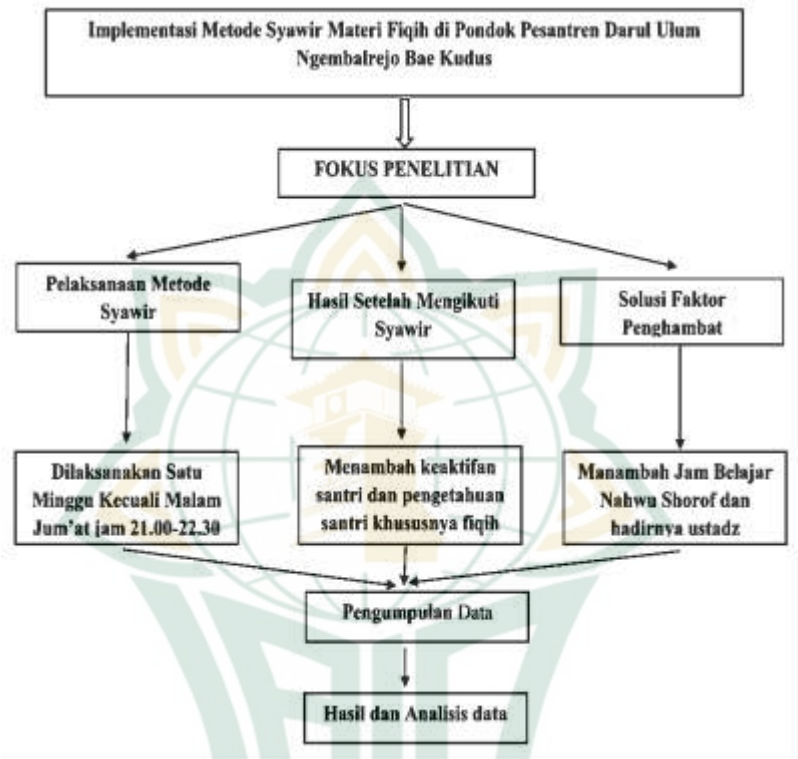 Implementasi Metode Syawir Materi Fiqih di Pondok Pesantren Darul Ulum
Ngembalrejo Bae Kudus
FOKUS PENELITIAN
Pelaksanaan Metode
Syawir
Hasil Setelah Mengikuti
Syawir
Solusi Faktor
Penghambat
Dilaksanakan Satu
Minggu Kecuali Malam
Jum'at jam 21.00-22.30
Menambah keaktifan
santri dan pengetahuan
santri khususnya fiqih
Manambah Jam Belajar
Nahwu Shorof dan
hadirnya ustadz
Pengumpulan Data
Hasil dan Analisis data